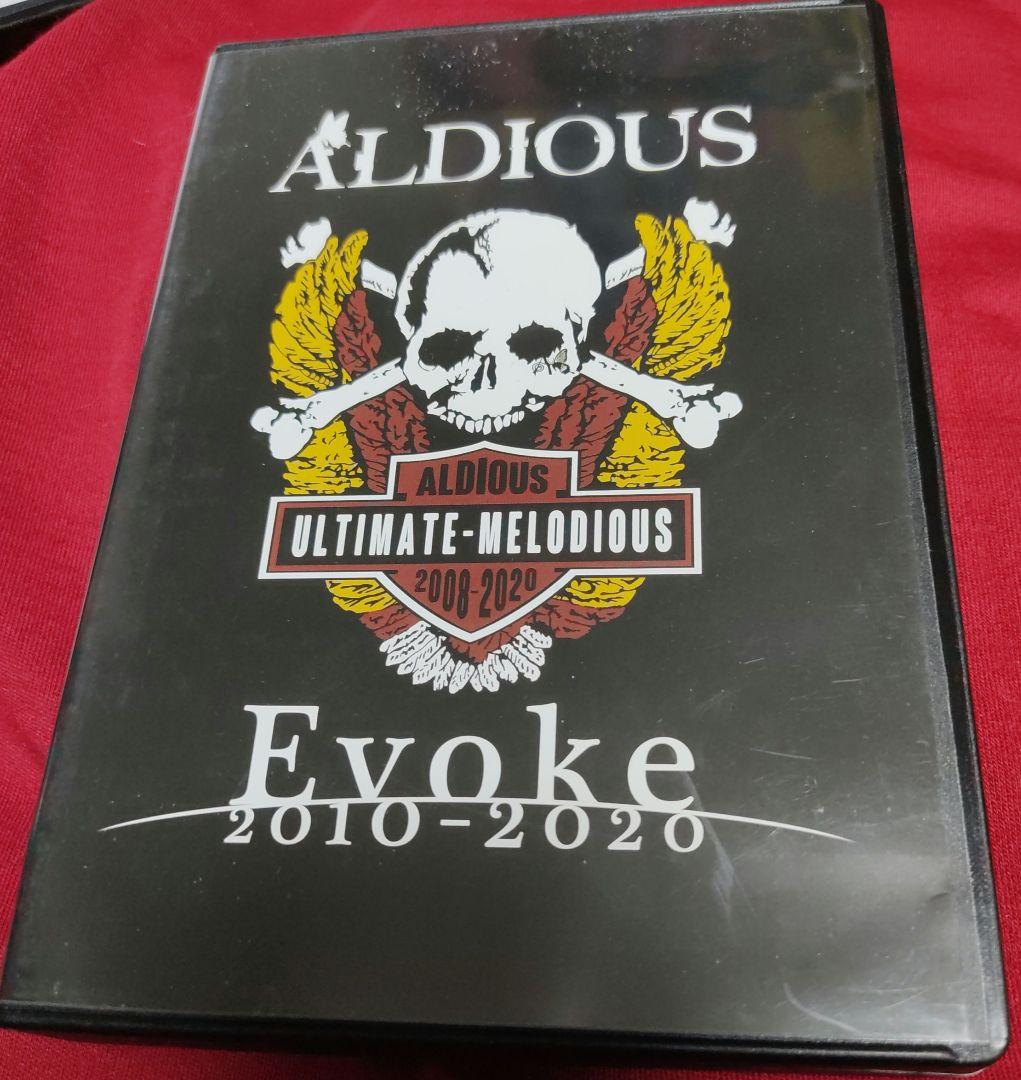 ALDIOUS
ALDIOUS
ULTIMATE-MELODIOUS
2008-2020
Evoke
2010-2020